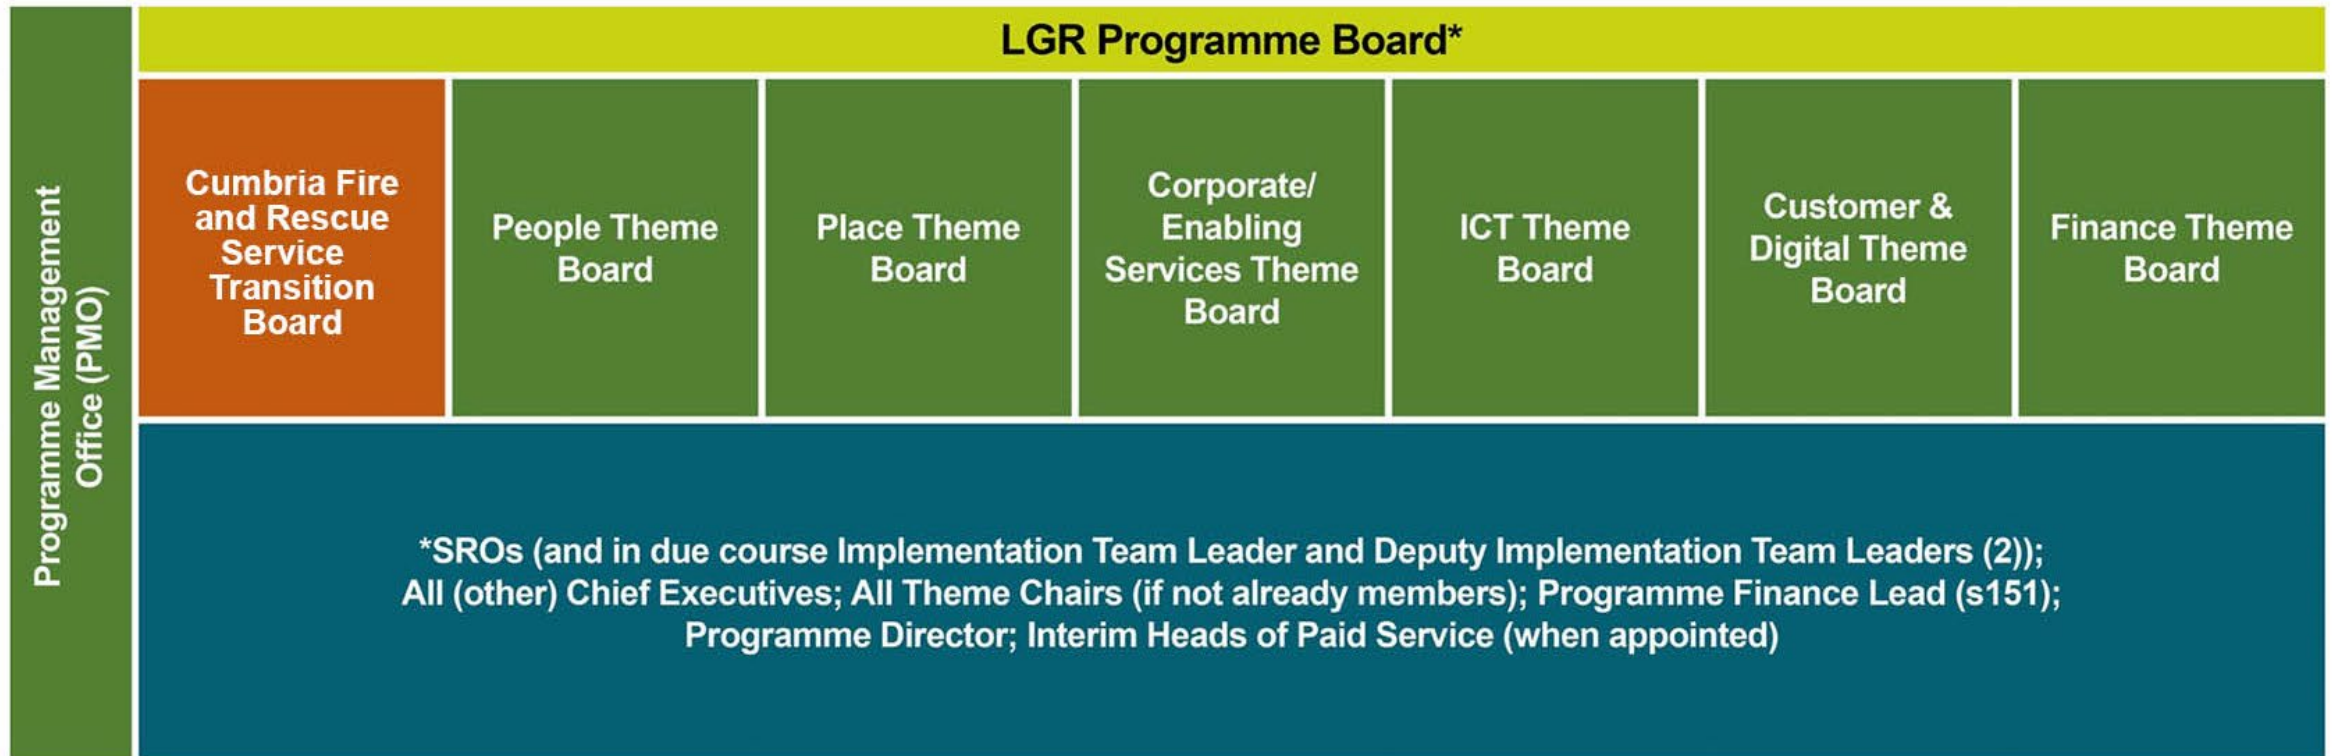 Programme Management
Office (PMO)
LGR Programme Board*
Cumbria Fire
and Rescue
Service
Transition
Board
People Theme
Board
Place Theme
Board
Corporate/
Enabling
Services Theme
Board
ICT Theme
Board
Customer &
Digital Theme
Board
Finance Theme
Board
*SROs (and in due course Implementation Team Leader and Deputy Implementation Team Leaders (2));
All (other) Chief Executives; All Theme Chairs (if not already members); Programme Finance Lead (s151);
Programme Director; Interim Heads of Paid Service (when appointed)